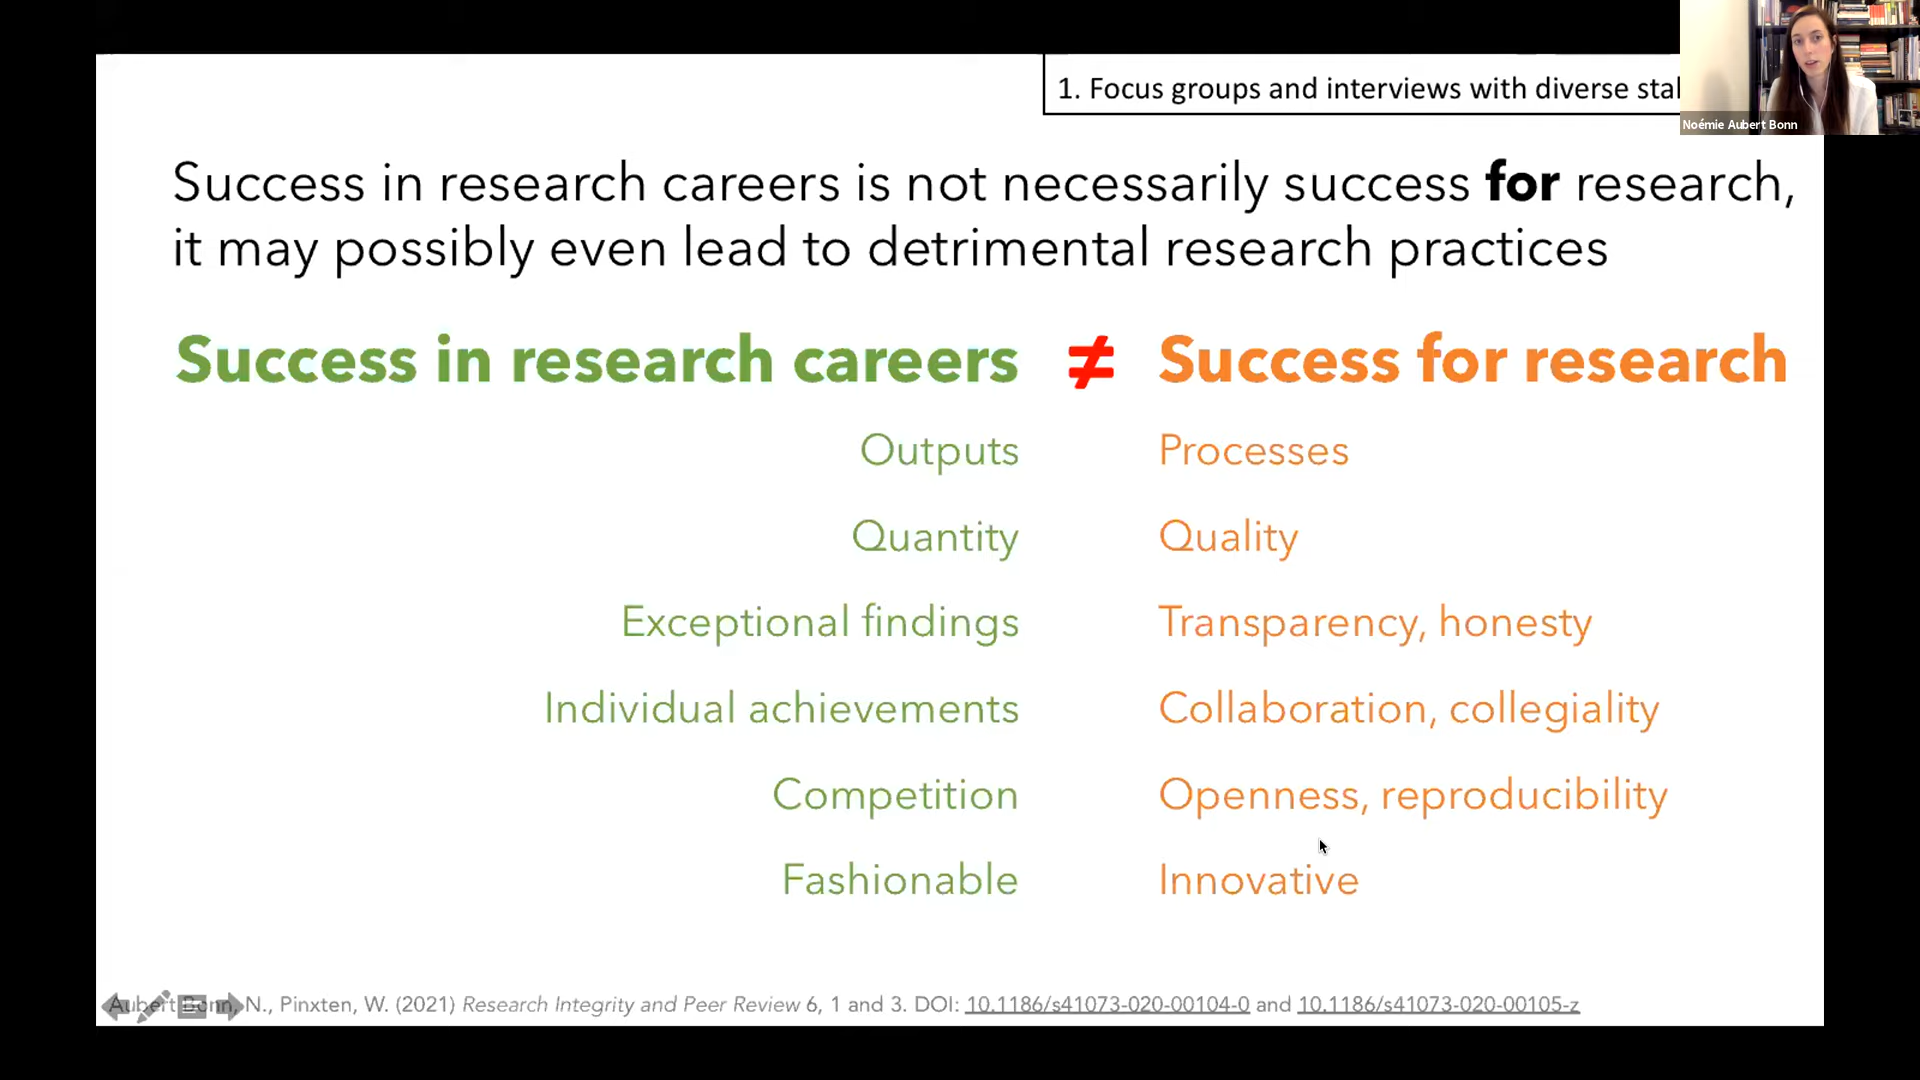 1. Focus groups and interviews with diverse
Noémie Aubert Bonn
Success in research careers is not necessarily success for research,
it may possibly even lead to detrimental research practices
Success in research careers ≠ Success for research
Outputs Processes
Quantity Quality
Exceptional findings Transparency, honesty
Individual achievements Collaboration, collegiality
Competition Openness, reproducibility
Fashionable Innovative
Aubert Bonn, N., Pinxten, W. (2021) Research Integrity and Peer Review 6, 1 and 3. DOI: 10.1186/s41073-020-00104-0 and 10.1186/s41073-020-00105-z